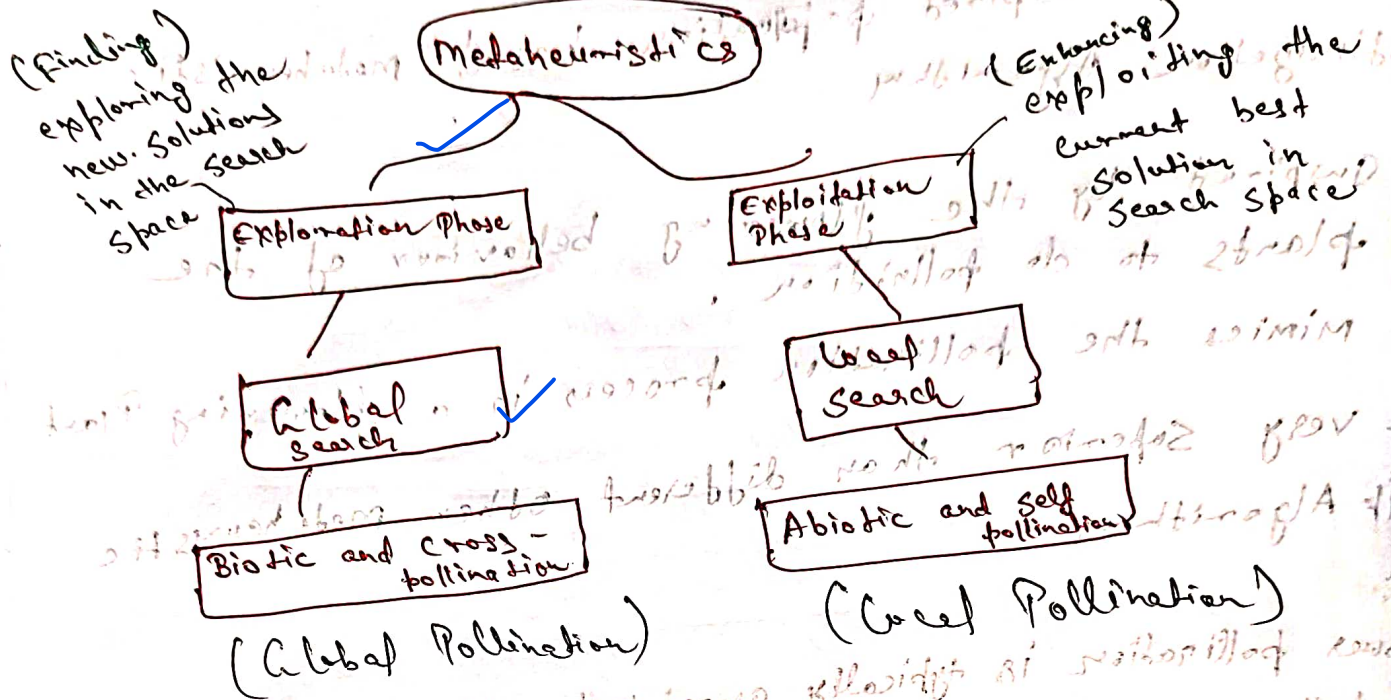 Metaheuristics
(Finding)
exploring the
new. solutions
in the search
space
(Enhancing)
exploiting the
current best
solution in
search space
Exploration Phase
Exploitation
Phase
Global
search
Local
search
Biotic and cross-
pollination
Abiotic and self
pollination
(Global Pollination)
(Local Pollination)